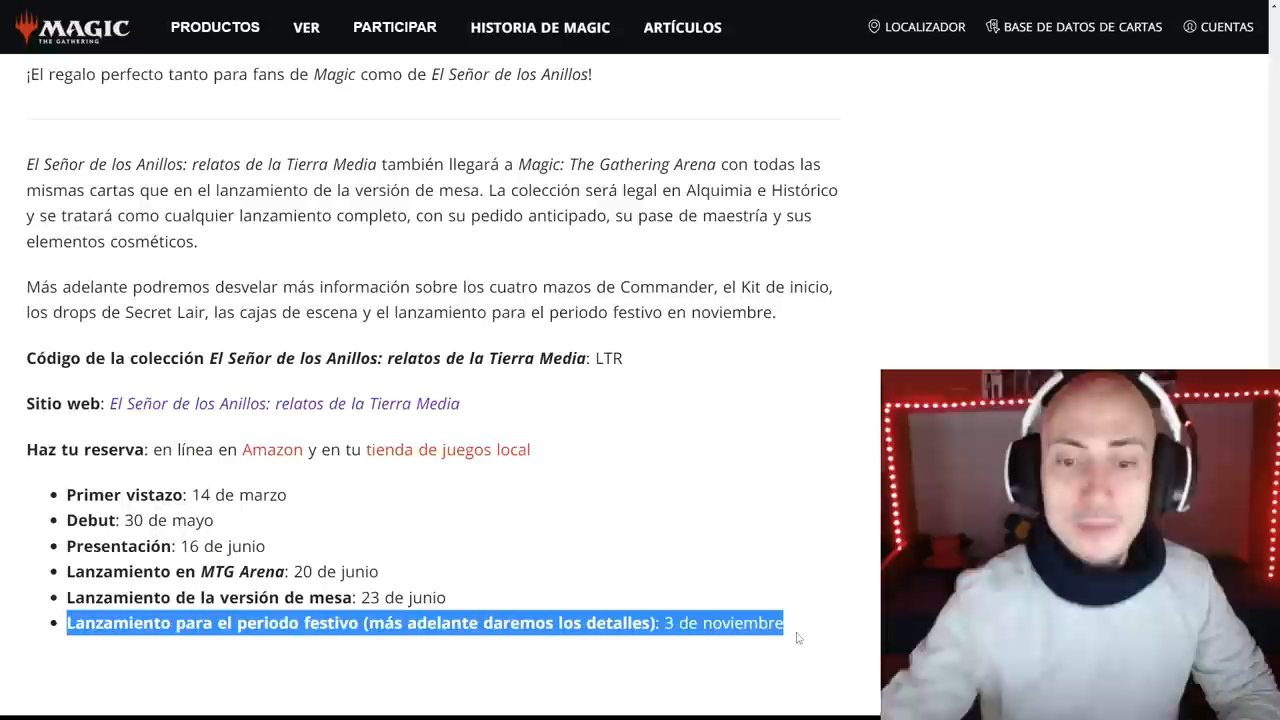 MAGIC
THE GATHERING
PRODUCTOS
VER
PARTICIPAR
HISTORIA DE MAGIC
ARTÍCULOS
LOCALIZADOR
BASE DE DATOS DE CARTAS
CUENTAS
¡El regalo perfecto tanto para fans de Magic como de El Señor de los Anillos!
El Señor de los Anillos: relatos de la Tierra Media también llegará a Magic: The Gathering Arena con todas las
mismas cartas que en el lanzamiento de la versión de mesa. La colección será legal en Alquimia e Histórico
y se tratará como cualquier lanzamiento completo, con su pedido anticipado, su pase de maestría y sus
elementos cosméticos.
Más adelante podremos desvelar más información sobre los cuatro mazos de Commander, el Kit de inicio,
los drops de Secret Lair, las cajas de escena y el lanzamiento para el periodo festivo en noviembre.
Código de la colección El Señor de los Anillos: relatos de la Tierra Media: LTR
Sitio web: El Señor de los Anillos: relatos de la Tierra Media
Haz tu reserva: en línea en Amazon y en tu tienda de juegos local
• Primer vistazo: 14 de marzo
• Debut: 30 de mayo
• Presentación: 16 de junio
• Lanzamiento en MTG Arena: 20 de junio
• Lanzamiento de la versión de mesa: 23 de junio
• Lanzamiento para el periodo festivo (más adelante daremos los detalles): 3 de noviembre